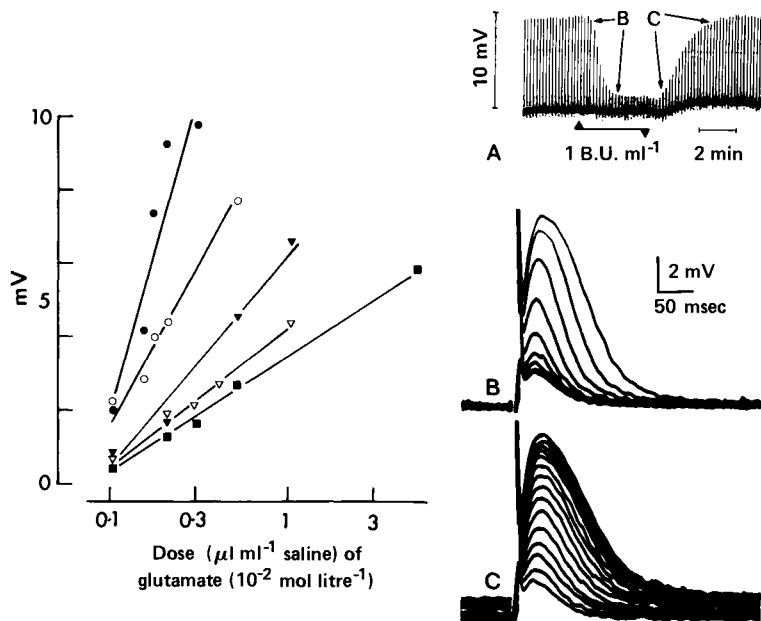 10
5
0
mV
0·1
0·3
1
3
Dose (µl ml⁻¹ saline) of
glutamate (10⁻² mol litre⁻¹)
10 mV
B C
A
1 B.U. ml⁻¹
2 min
2 mV
50 msec
B
C